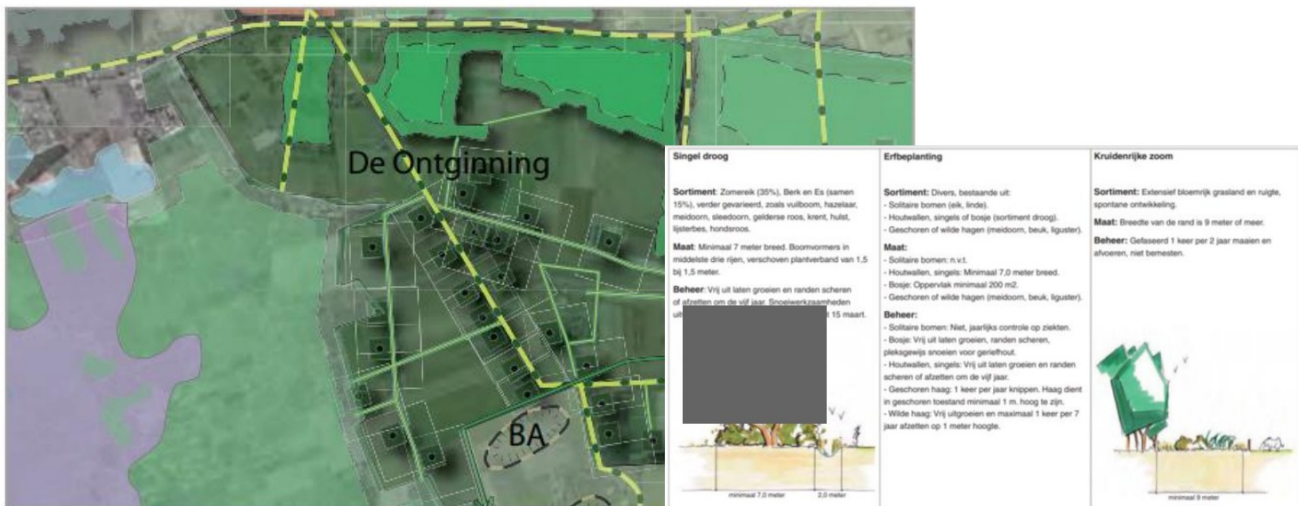 De Ontginning
BA
Singel droog
Sortiment: Zomereik (35%), Berk en Es (samen
15%), verder gevarieerd, zoals vuilboom, hazelaar,
meidoorn, sleedoorn, gelderse roos, krent, hulst,
lijsterbes, hondsroos.
Maat: Minimaal 7 meter breed. Boomvormers in
middelste drie rijen, verschoven plantverband van 1,5
bij 1,5 meter.
Beheer: Vrij uit laten groeien en randen scheren
of afzetten om de vijf jaar. Snoeiwerkzaamheden
15 maart.
minimaal 7,0 meter
2,0 meter
Erfbeplanting
Sortiment: Divers, bestaande uit:
- Solitaire bomen (eik, linde).
- Houtwallen, singels of bosje (sortiment droog).
- Geschoren of wilde hagen (meidoorn, beuk, liguster).
Maat:
- Solitaire bomen: n.v.t.
- Houtwallen, singels: Minimaal 7,0 meter breed.
- Bosje: Oppervlak minimaal 200 m2.
- Geschoren of wilde hagen (meidoorn, beuk, liguster).
Beheer:
- Solitaire bomen: Niet, jaarlijks controle op ziekten.
- Bosje: Vrij uit laten groeien, randen scheren,
pleksgewijs snoeien voor geriefhout.
- Houtwallen, singels: Vrij uit laten groeien en randen
scheren of afzetten om de vijf jaar.
- Geschoren haag: 1 keer per jaar knippen. Haag dient
in geschoren toestand minimaal 1 m. hoog te zijn.
- Wilde haag: Vrij uitgroeien en maximaal 1 keer per 7
jaar afzetten op 1 meter hoogte.
Kruidenrijke zoom
Sortiment: Extensief bloemrijk grasland en ruigte,
spontane ontwikkeling.
Maat: Breedte van de rand is 9 meter of meer.
Beheer: Gefaseerd 1 keer per 2 jaar maaien en
afvoeren, niet bemesten.
minimaal 9 meter